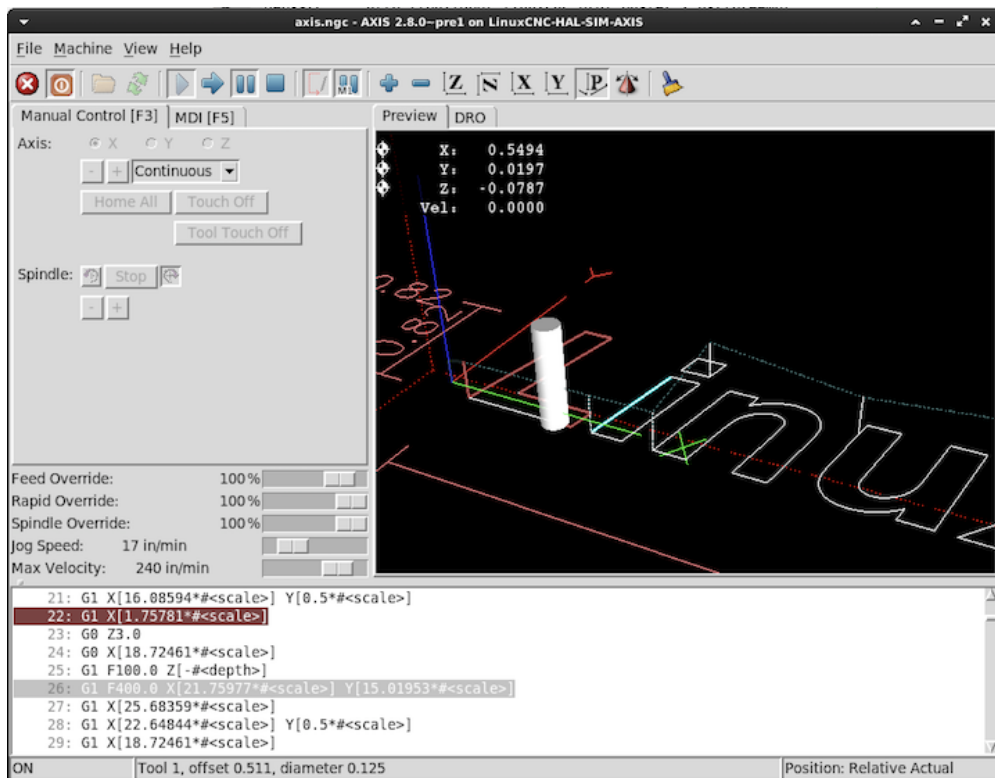 axis.ngc - AXIS 2.8.0~pre1 on LinuxCNC-HAL-SIM-AXIS
File Machine View Help
Z N X Y P
Manual Control [F3] MDI [F5]
Preview DRO
Axis: X Y Z
- + Continuous
Home All Touch Off
Tool Touch Off
Spindle: Stop
- +
X: 0.5494
Y: 0.0197
Z: -0.0787
Vel: 0.0000
Linux
Feed Override: 100%
Rapid Override: 100%
Spindle Override: 100%
Jog Speed: 17 in/min
Max Velocity: 240 in/min
21: G1 X[16.08594*#<scale>] Y[0.5*#<scale>]
22: G1 X[1.75781*#<scale>]
23: G0 Z3.0
24: G0 X[18.72461*#<scale>]
25: G1 F100.0 Z[-#<depth>]
26: G1 F400.0 X[21.75977*#<scale>] Y[15.01953*#<scale>]
27: G1 X[25.68359*#<scale>]
28: G1 X[22.64844*#<scale>] Y[0.5*#<scale>]
29: G1 X[18.72461*#<scale>]
ON Tool 1, offset 0.511, diameter 0.125 Position: Relative Actual